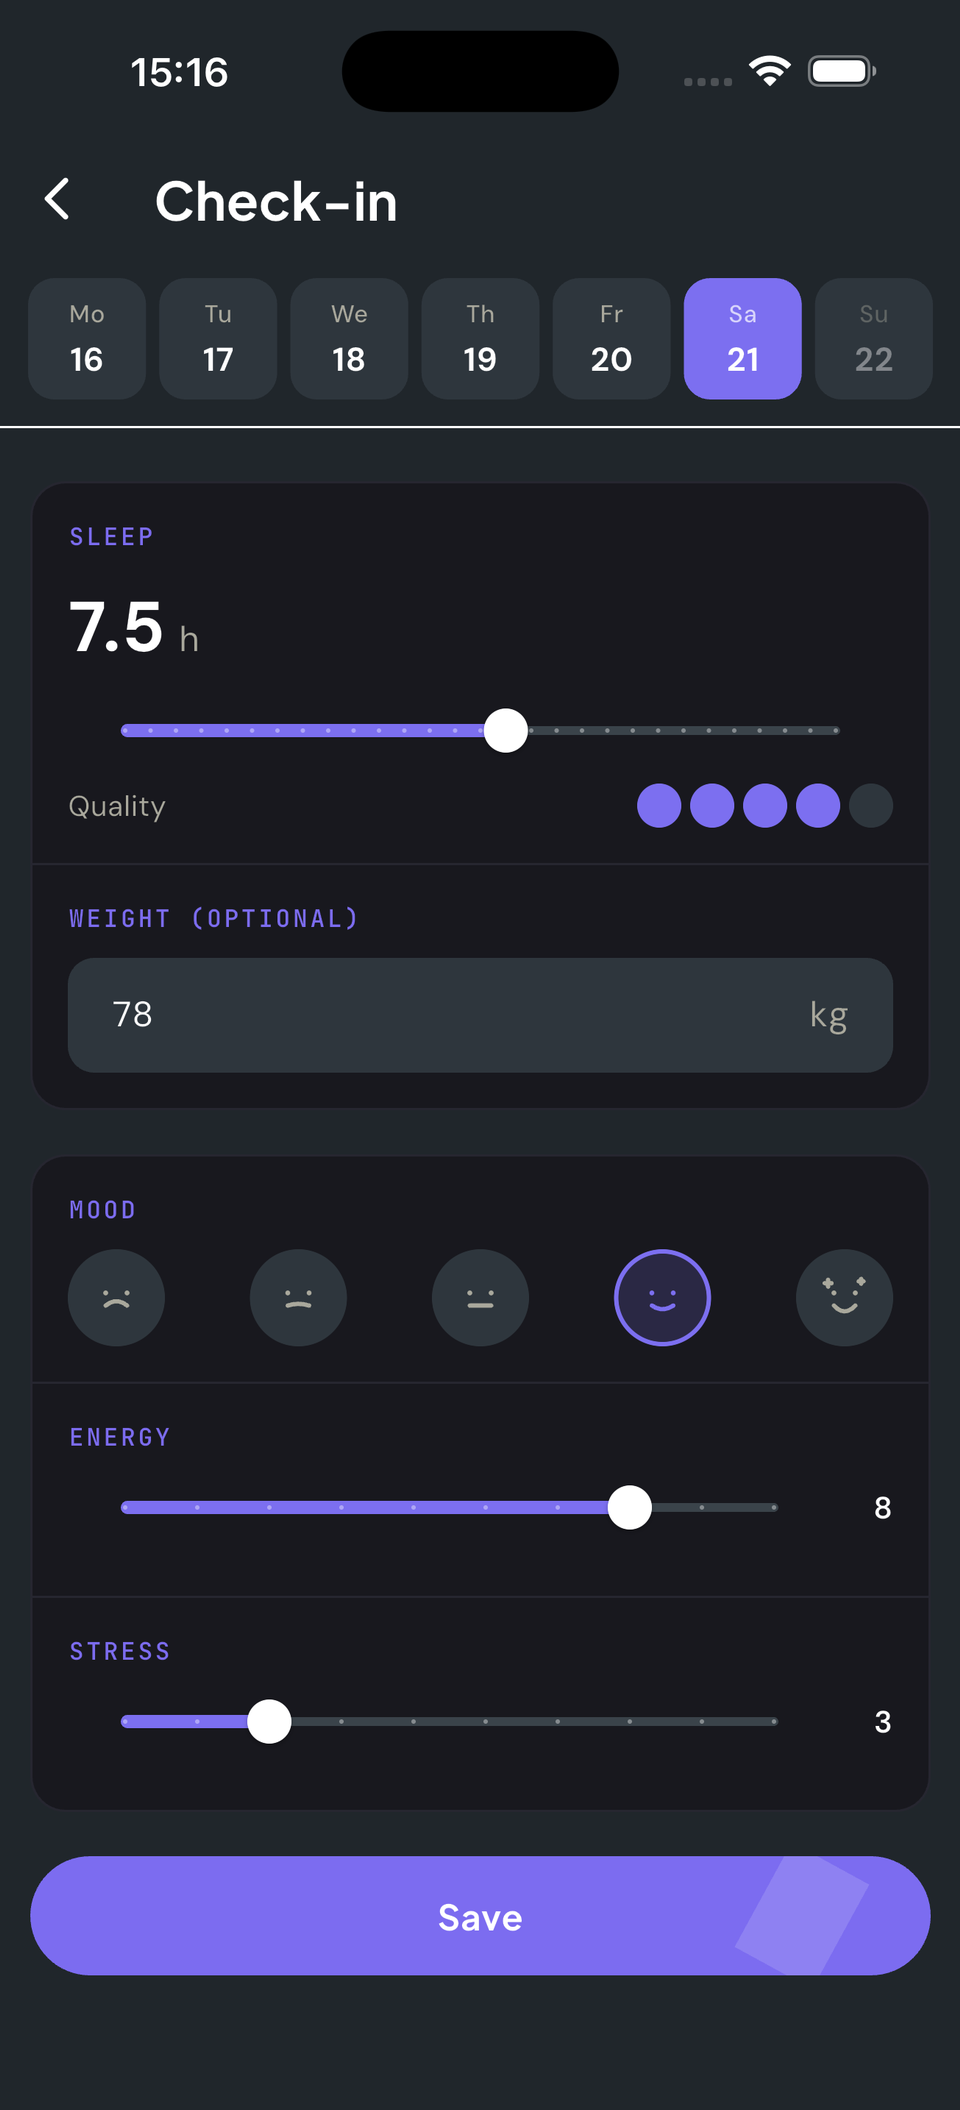 15:16
Check-in
Mo Tu We Th Fr Sa Su
16 17 18 19 20 21 22
SLEEP
7.5 h
Quality
WEIGHT (OPTIONAL)
78 kg
MOOD
ENERGY
8
STRESS
3
Save